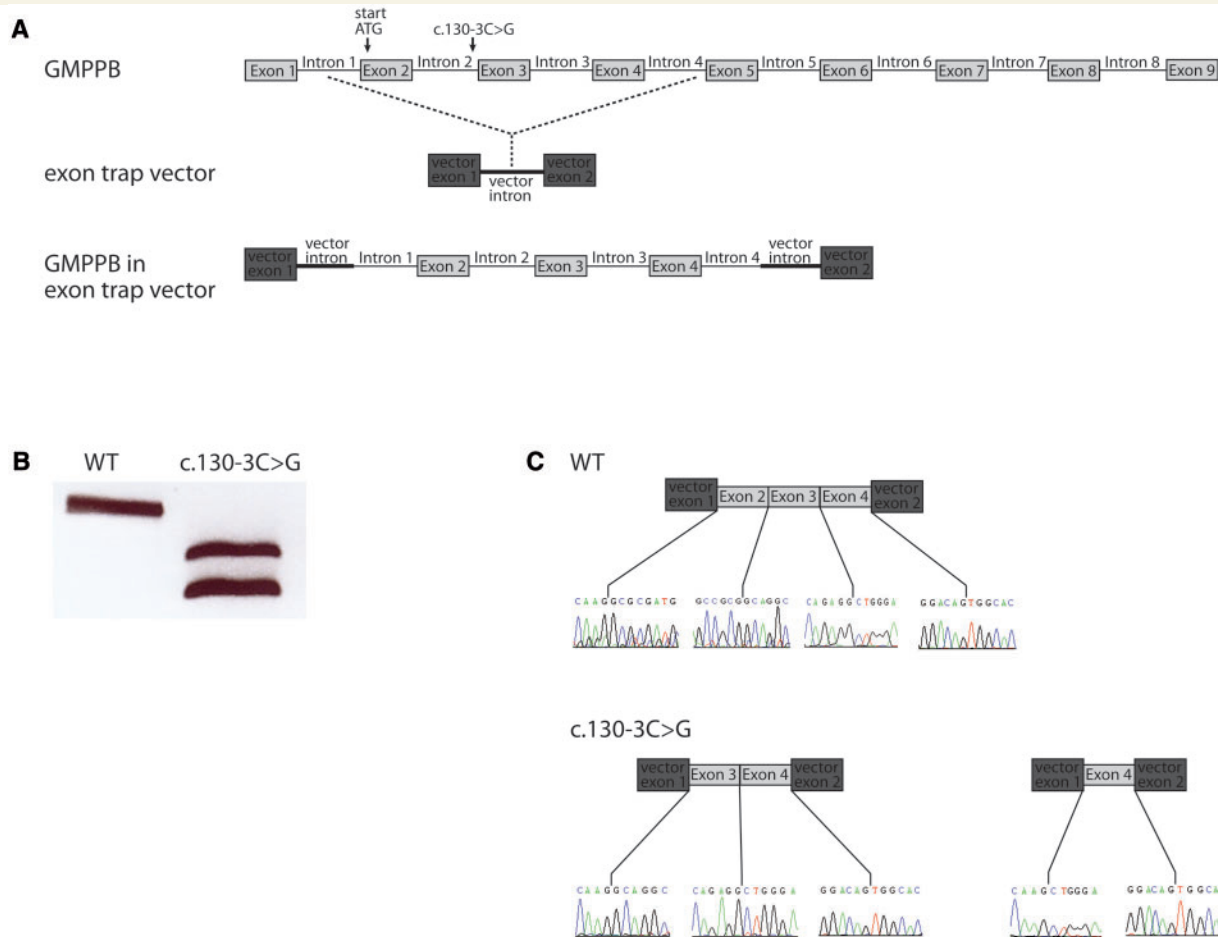 A
start
ATG
c.130-3C>G
GMPPB
Exon 1 Intron 1 Exon 2 Intron 2 Exon 3 Intron 3 Exon 4 Intron 4 Exon 5 Intron 5 Exon 6 Intron 6 Exon 7 Intron 7 Exon 8 Intron 8 Exon 9
exon trap vector
vector
exon 1
vector
intron
vector
exon 2
GMPPB in
exon trap vector
vector
exon 1
vector
intron
Intron 1 Exon 2 Intron 2 Exon 3 Intron 3 Exon 4 Intron 4
vector
intron
vector
exon 2
B
WT c.130-3C>G
C
WT
vector
exon 1
Exon 2 Exon 3 Exon 4
vector
exon 2
CAAGGCGCGATG GCCGCGGCAGGC CAGAGGCTGGGA GGACAGTGGCAC
c.130-3C>G
vector
exon 1
Exon 3 Exon 4
vector
exon 2
vector
exon 1
Exon 4
vector
exon 2
CAAGGCAGGC CAGAGGCTGGGA GGACAGTGGCAC CAAGCTGGGA GGACAGTGGCA